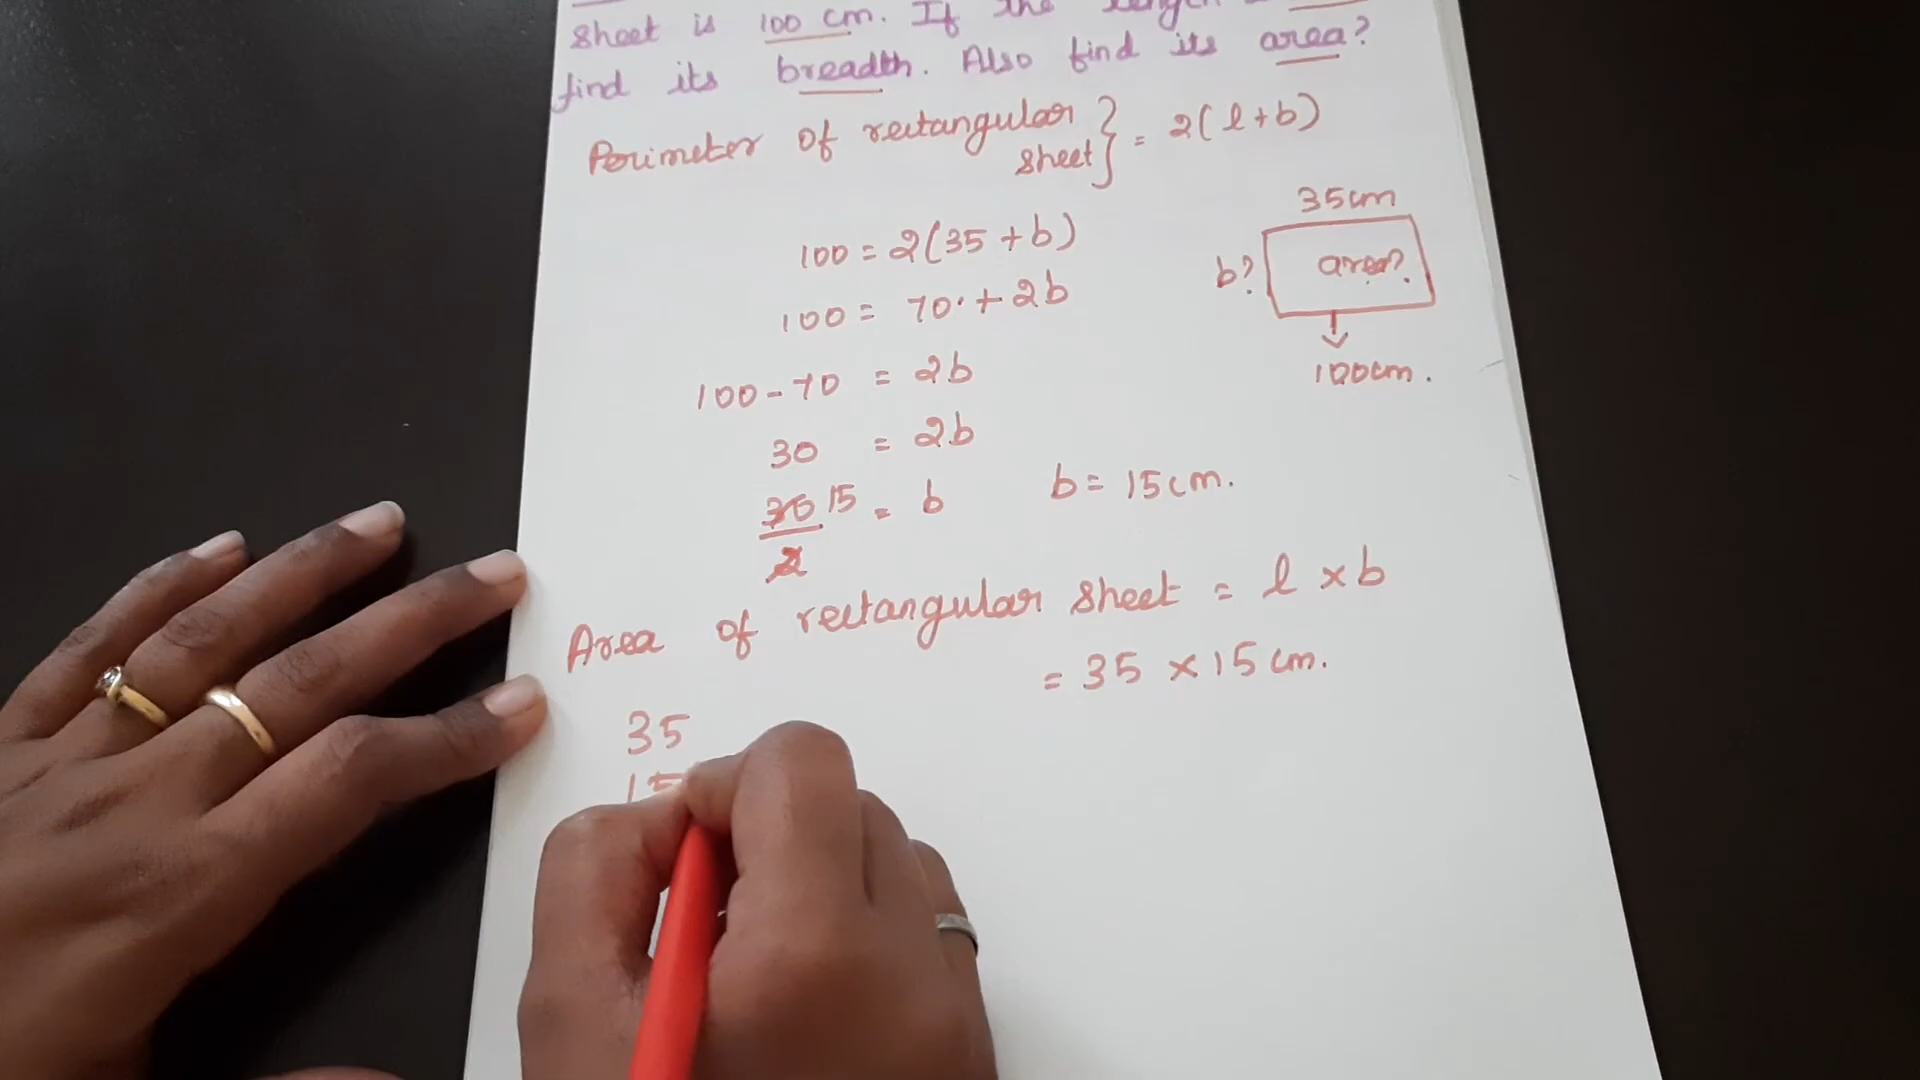 sheet is 100 cm. If the length
find its breadth. Also find its area?
Perimeter of rectangular sheet} = 2(l+b)
35cm
100 = 2(35+b)
b? area?
100 = 70+2b
100cm.
100-70 = 2b
30 = 2b
30/2 15 = b
b = 15cm.
Area of rectangular sheet = l×b
= 35 × 15cm.
35
15